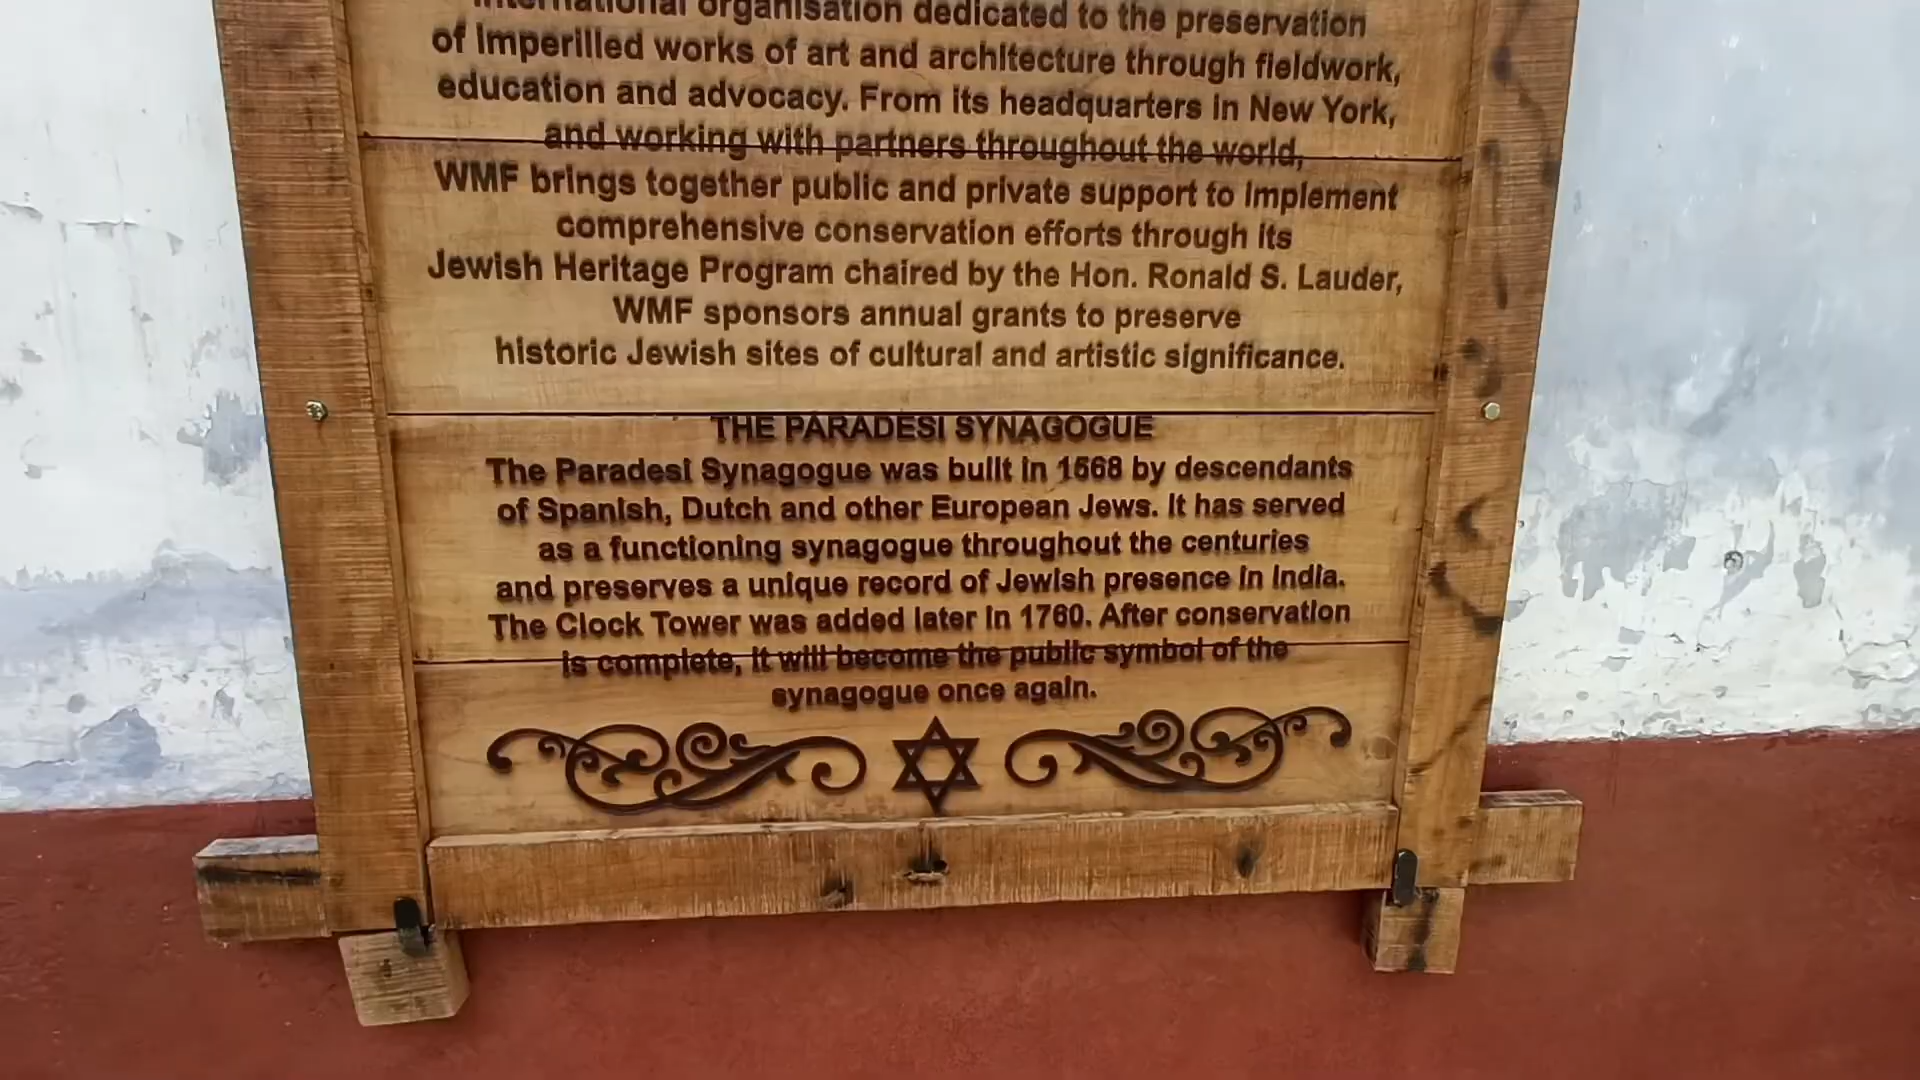 International organisation dedicated to the preservation
of Imperilled works of art and architecture through fieldwork,
education and advocacy. From its headquarters in New York,
and working with partners throughout the world,
WMF brings together public and private support to implement
comprehensive conservation efforts through its
Jewish Heritage Program chaired by the Hon. Ronald S. Lauder,
WMF sponsors annual grants to preserve
historic Jewish sites of cultural and artistic significance.
THE PARADESI SYNAGOGUE
The Paradesi Synagogue was built in 1568 by descendants
of Spanish, Dutch and other European Jews. It has served
as a functioning synagogue throughout the centuries
and preserves a unique record of Jewish presence in India.
The Clock Tower was added later in 1760. After conservation
is complete, it will become the public symbol of the
synagogue once again.